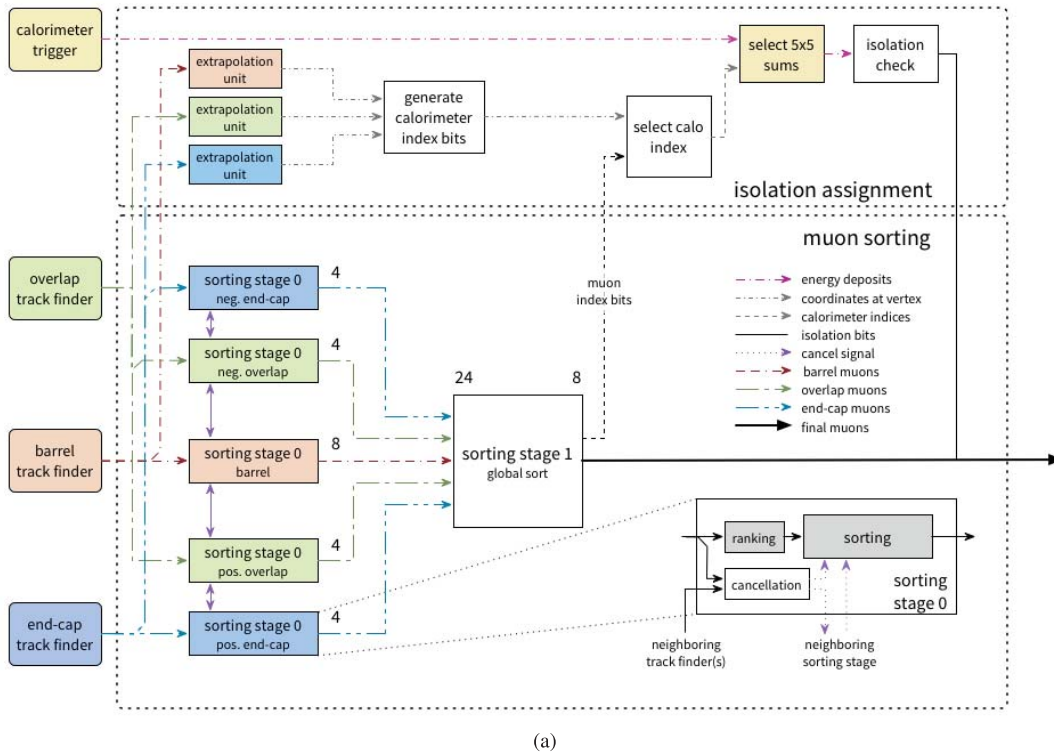 calorimeter
trigger
extrapolation
unit
extrapolation
unit
extrapolation
unit
generate
calorimeter
index bits
select calo
index
select 5x5
sums
isolation
check
isolation assignment
muon sorting
overlap
track finder
barrel
track finder
end-cap
track finder
sorting stage 0
neg. end-cap
4
sorting stage 0
neg. overlap
4
sorting stage 0
barrel
8
sorting stage 0
pos. overlap
4
sorting stage 0
pos. end-cap
4
24
8
sorting stage 1
global sort
muon
index bits
energy deposits
coordinates at vertex
calorimeter indices
isolation bits
cancel signal
barrel muons
overlap muons
end-cap muons
final muons
ranking
sorting
cancellation
sorting
stage 0
neighboring
track finder(s)
neighboring
sorting stage
(a)